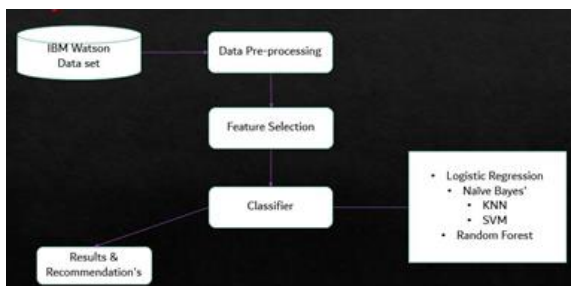 IBM Watson
Data set
Data Pre-processing
Feature Selection
Classifier
• Logistic Regression
• Naïve Bayes'
• KNN
• SVM
• Random Forest
Results &
Recommendation's